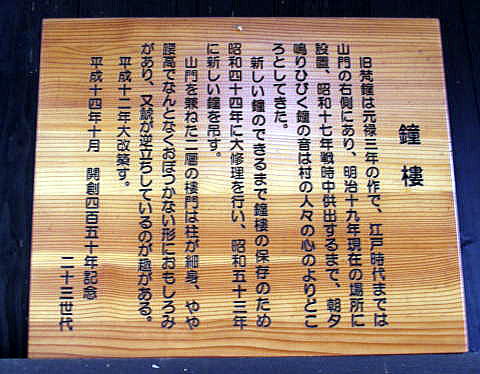 鐘楼
旧梵鐘は元禄三年の作で、江戸時代までは
山門の右側にあり、明治十九年現在の場所に
設置、昭和十七年戦時中供出するまで、朝夕
鳴りひびく鐘の音は村の人々の心のよりどこ
ろとしてきた。
新しい鐘のできるまで鐘楼の保存のため
昭和四十四年に大修理を行い、昭和五十三年
に新しい鐘を吊す。
山門を兼ねた二層の楼門は柱が細身、やや
腰高でなんとなくおぼつかない形におもしろみ
があり、又鯱が逆立ちしているのが趣がある。
平成十二年大改築す。
平成十四年十月 開創四百五十年記念
二十三世代